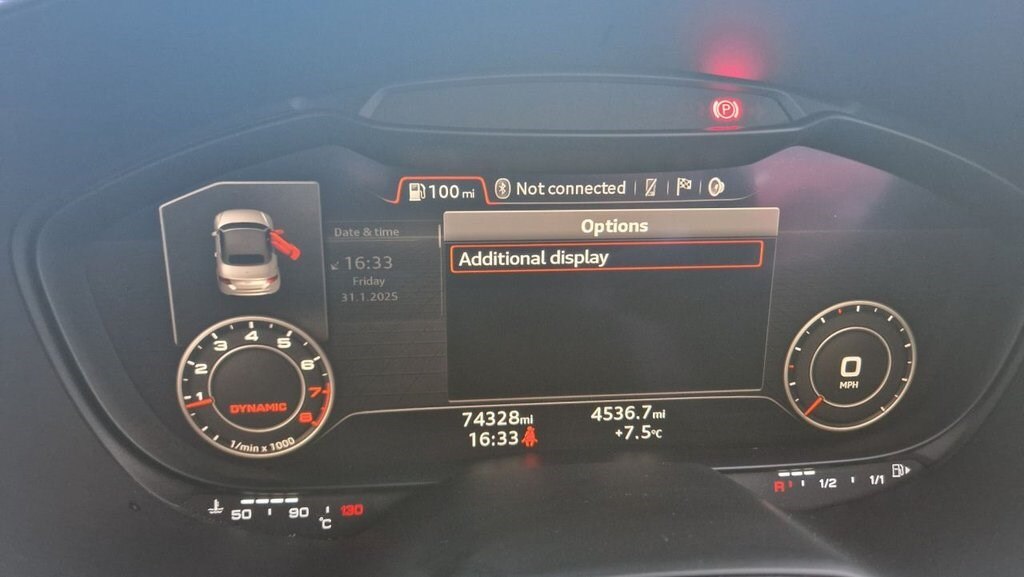 P
100 mi
Not connected
Options
Additional display
Date & time
16:33
Friday
31.1.2025
1 2 3 4 5 6 7 8
DYNAMIC
1/min x 1000
0
MPH
74328mi
4536.7mi
16:33
+7.5°C
50 90 130
°C
R 1/2 1/1